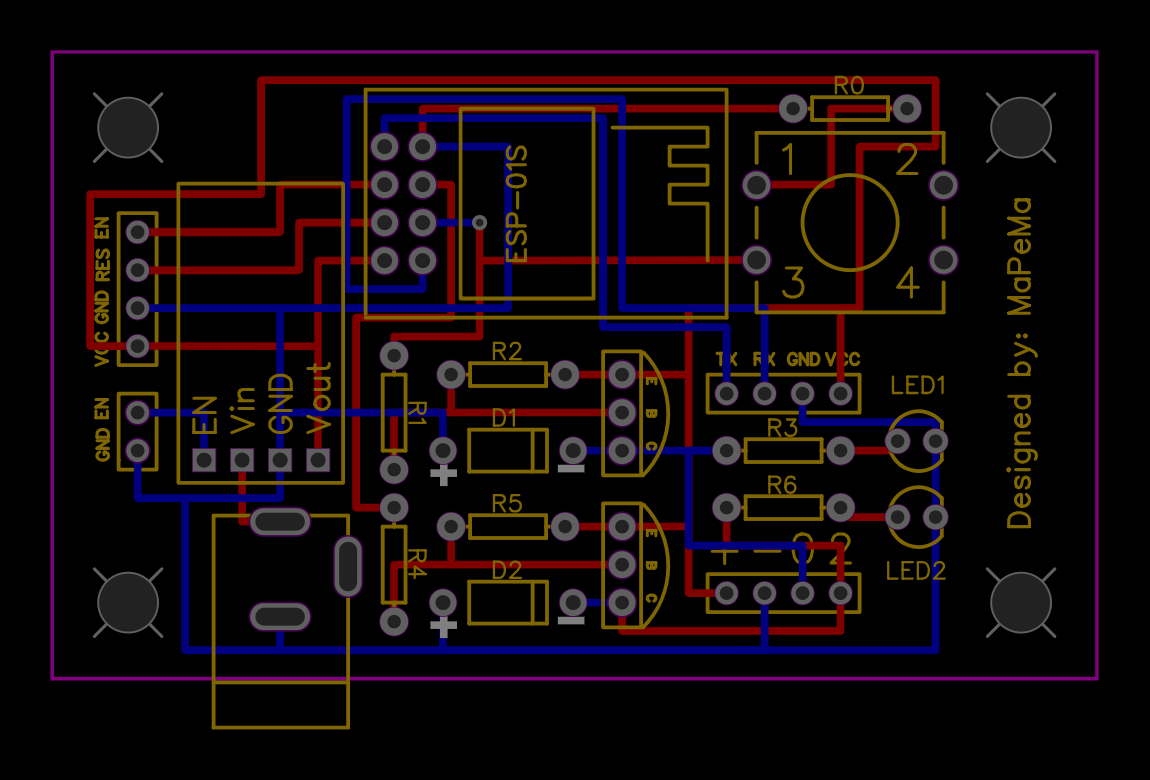 R0
1
2
3
4
ESP-01S
VCC GND RES EN
EN
Vin
GND
Vout
GND EN
R1
R2
D1
+
−
E
B
C
TX RX GND VCC
LED1
R3
R6
R4
R5
D2
+
−
E
B
C
+ − 0 2
LED2
Designed by: MaPeMa